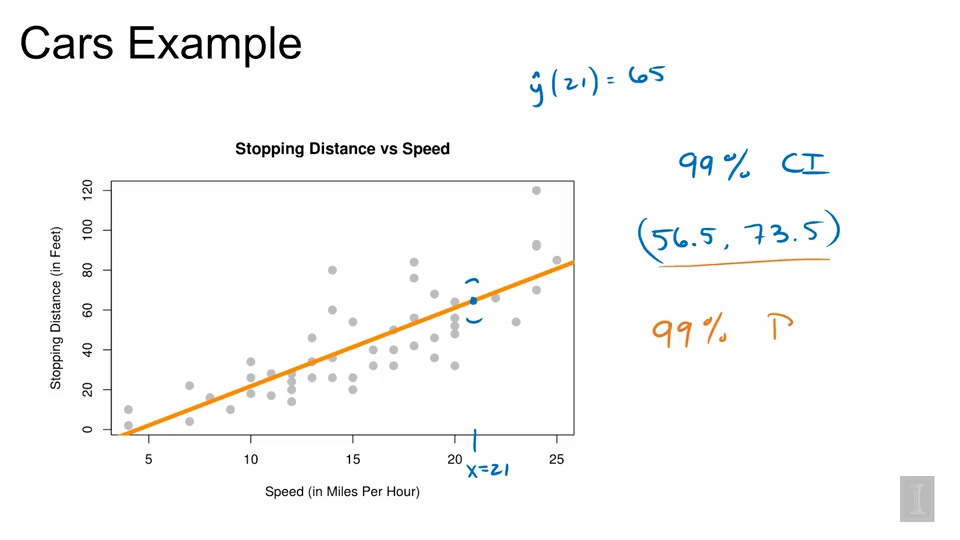 Cars Example
ŷ(21) = 65
Stopping Distance vs Speed
99% CI
(56.5, 73.5)
99% P
Stopping Distance (in Feet)
120
100
80
60
40
20
0
5 10 15 20 25
x=21
Speed (in Miles Per Hour)
I